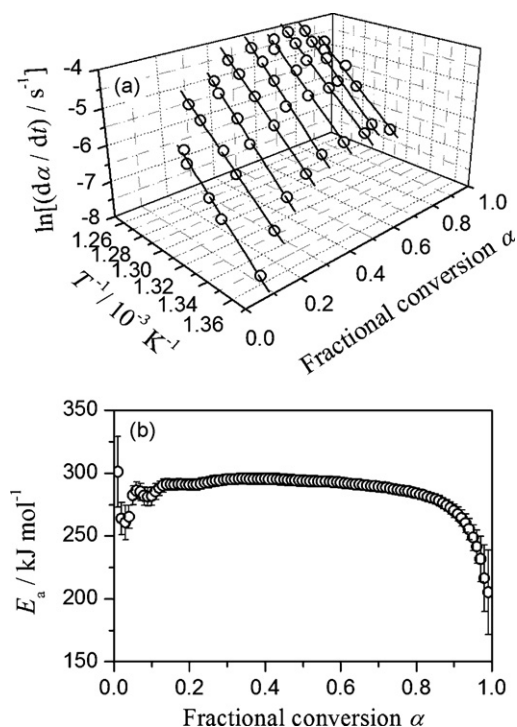 (a)
ln[(dα / dt) / s⁻¹]
-4
-5
-6
-7
-8
1.26
1.28
1.30
1.32
1.34
1.36
T⁻¹/ 10⁻³ K⁻¹
0.0
0.2
0.4
0.6
0.8
1.0
Fractional conversion α
(b)
Eₐ / kJ mol⁻¹
350
300
250
200
150
0.0 0.2 0.4 0.6 0.8 1.0
Fractional conversion α